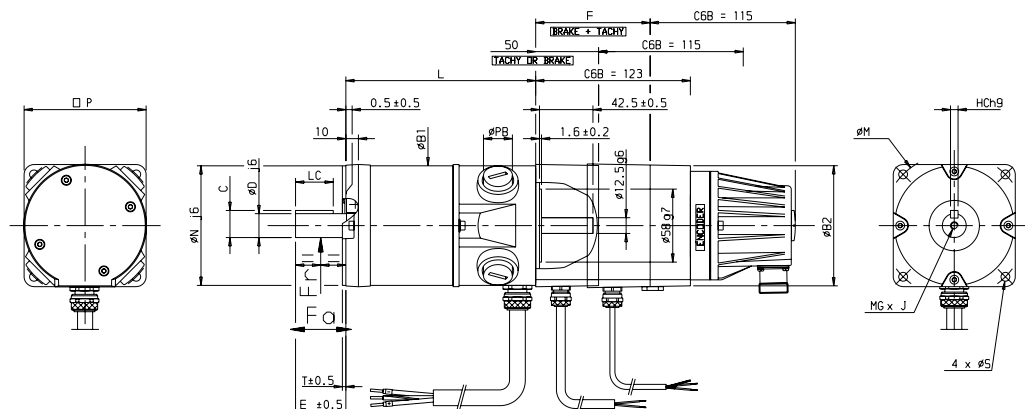 F
C6B = 115
BRAKE + TACHY
50
C6B = 115
TACHY OR BRAKE
L
C6B = 123
□ P
0.5±0.5
42.5±0.5
HCh9
10
øB1
øPB
1.6±0.2
øM
LC
C
øD j6
øN j6
ø12.5g6
ø58g7
ENCODER
øB2
Fr
Fa
MG x J
T±0.5
E ±0.5
4 x øS